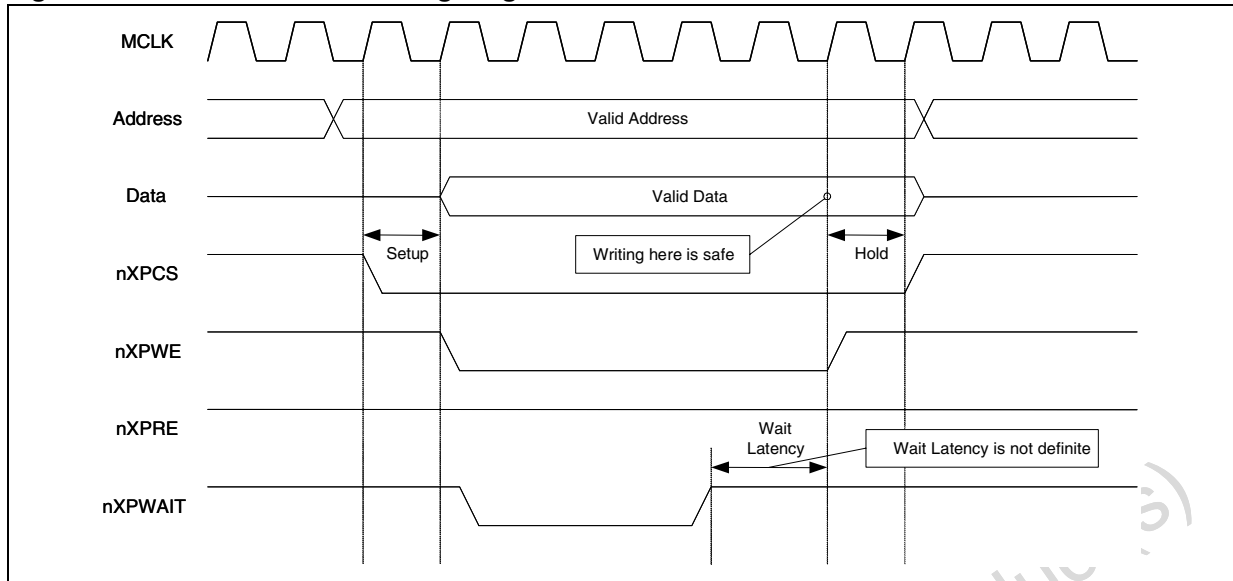 MCLK
Address
Valid Address
Data
Valid Data
Setup
Writing here is safe
Hold
nXPCS
nXPWE
nXPRE
Wait
Latency
Wait Latency is not definite
nXPWAIT